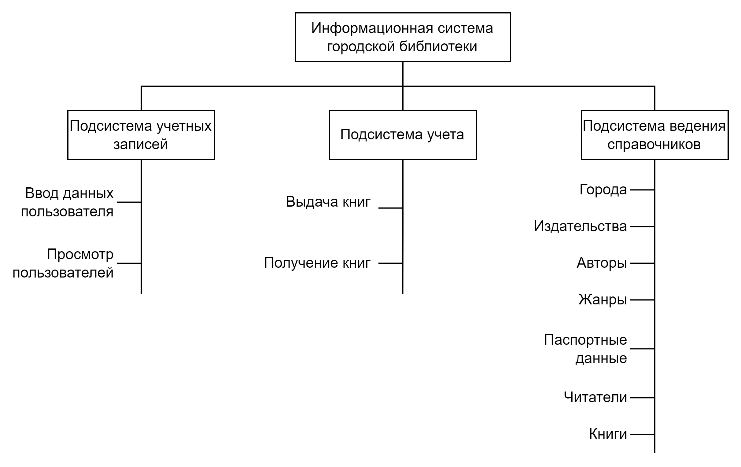 Информационная система
городской библиотеки
Подсистема учетных
записей
Ввод данных
пользователя
Просмотр
пользователей
Подсистема учета
Выдача книг
Получение книг
Подсистема ведения
справочников
Города
Издательства
Авторы
Жанры
Паспортные
данные
Читатели
Книги